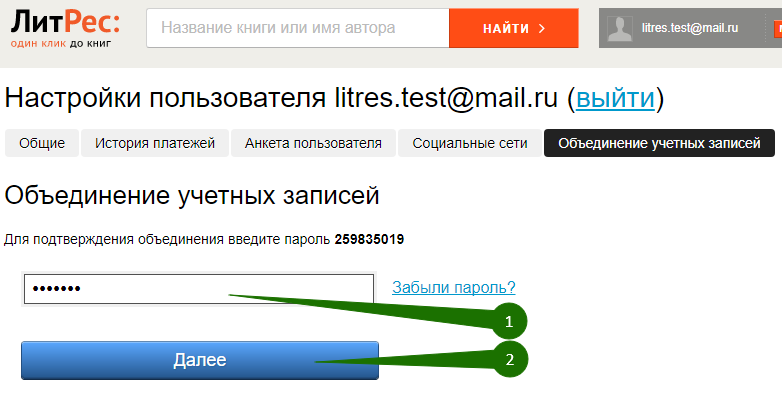 ЛитРес:
один клик до книг
Название книги или имя автора
НАЙТИ
litres.test@mail.ru
Настройки пользователя litres.test@mail.ru (выйти)
Общие
История платежей
Анкета пользователя
Социальные сети
Объединение учетных записей
Объединение учетных записей
Для подтверждения объединения введите пароль 259835019
•••••••
Забыли пароль?
1
Далее
2